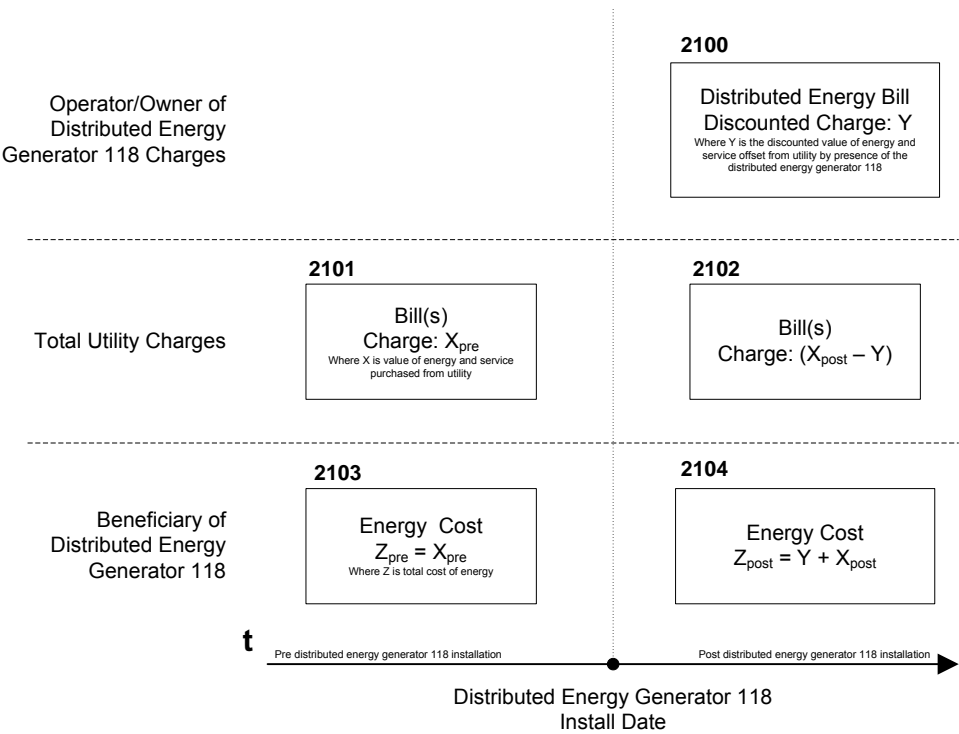 2100
Distributed Energy Bill
Discounted Charge: Y
Where Y is the discounted value of energy and
service offset from utility by presence of the
distributed energy generator 118
Operator/Owner of
Distributed Energy
Generator 118 Charges
2101
2102
Total Utility Charges
Bill(s)
Charge: Xpre
Where X is value of energy and service
purchased from utility
Bill(s)
Charge: (Xpost – Y)
2103
2104
Beneficiary of
Distributed Energy
Generator 118
Energy Cost
Zpre = Xpre
Where Z is total cost of energy
Energy Cost
Zpost = Y + Xpost
t
Pre distributed energy generator 118 installation
Post distributed energy generator 118 installation
Distributed Energy Generator 118
Install Date